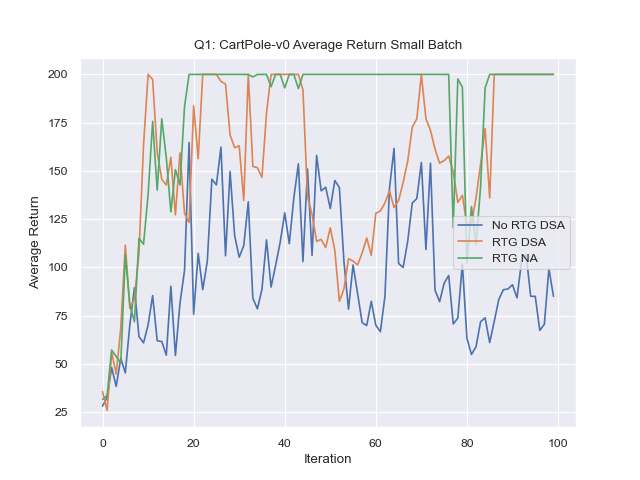 Q1: CartPole-v0 Average Return Small Batch
200
175
150
125
100
75
50
25
Average Return
No RTG DSA
RTG DSA
RTG NA
0 20 40 60 80 100
Iteration